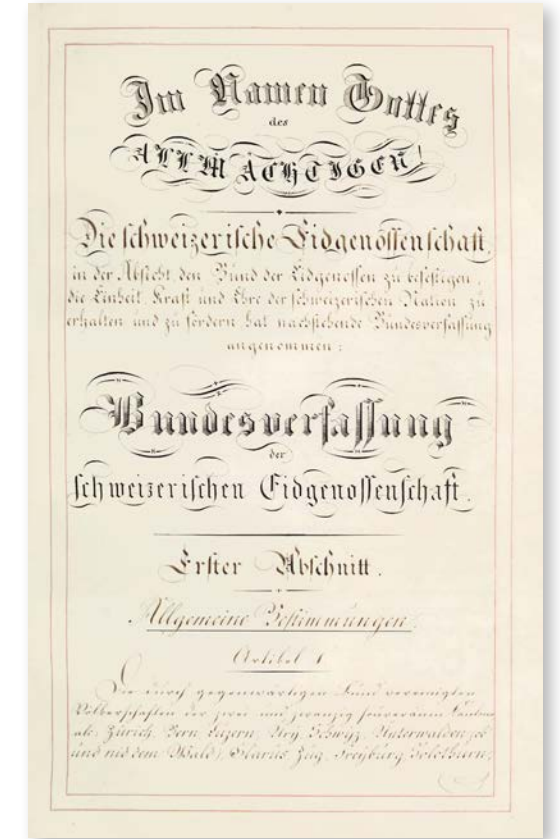 Im Namen Gottes
des
ALLMÄCHTIGEN!
Die schweizerische Eidgenossenschaft,
in der Absicht, den Bund der Eidgenossen zu befestigen,
die Einheit, Kraft und Ehre der schweizerischen Nation zu
erhalten und zu fördern, hat nachstehende Bundesverfassung
angenommen:
Bundesverfassung
der
schweizerischen Eidgenossenschaft.
Erster Abschnitt.
Allgemeine Bestimmungen.
Artikel 1
Die durch gegenwärtigen Bund vereinigten
Völkerschaften der zwei und zwanzig souveränen Kantone
als: Zürich, Bern, Luzern, Ury, Schwyz, Unterwalden (ob
und nid dem Wald), Glarus, Zug, Freyburg, Solothurn,